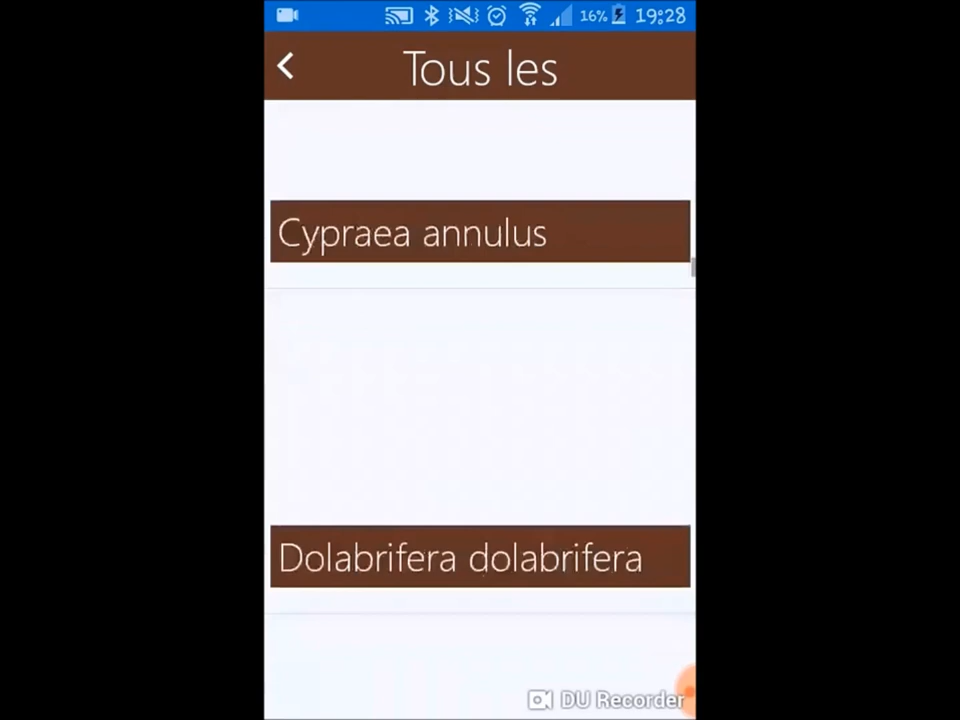 16% 19:28
Tous les
Cypraea annulus
Dolabrifera dolabrifera
DU Recorder